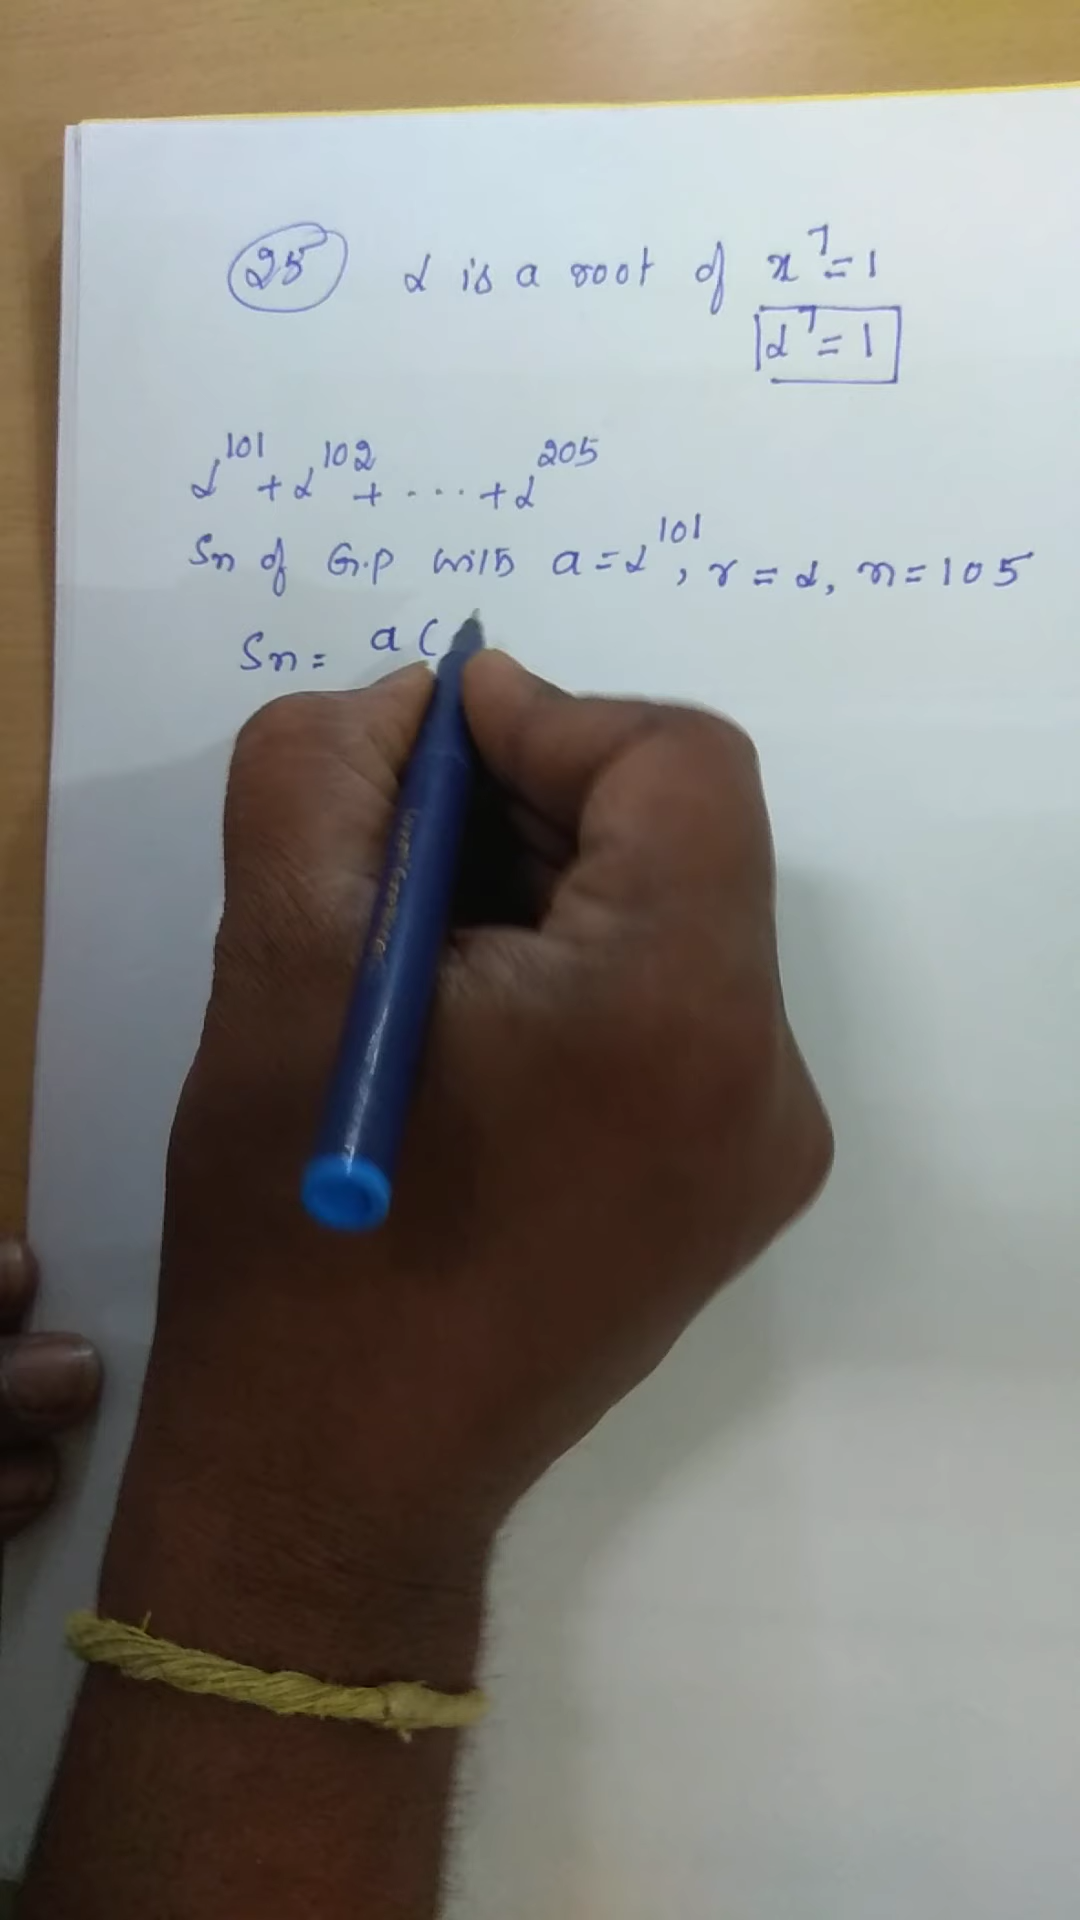 25 α is a root of x⁷=1
α⁷=1
α¹⁰¹+α¹⁰²+....+α²⁰⁵
Sn of G.P with a=α¹⁰¹, r=α, n=105
Sn= a(